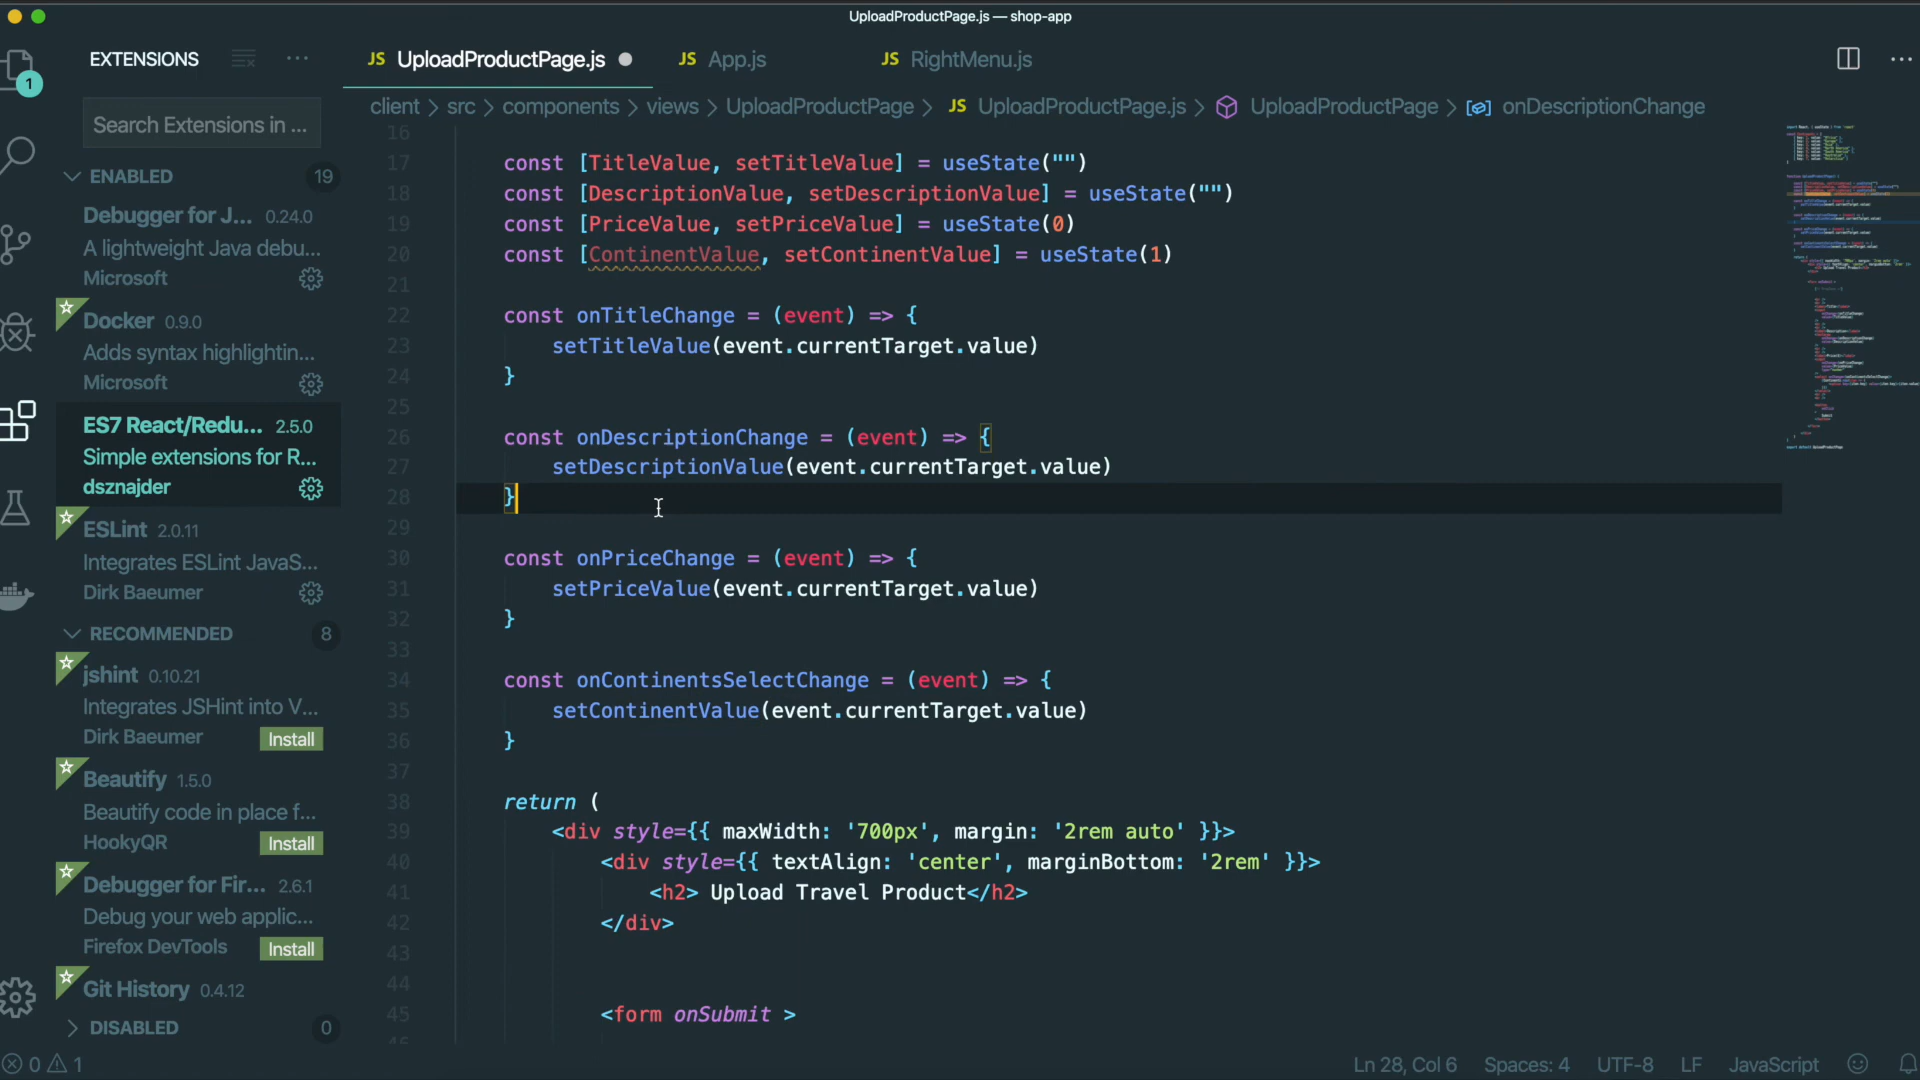 UploadProductPage.js — shop-app
EXTENSIONS
JS UploadProductPage.js
JS App.js
JS RightMenu.js
1
client > src > components > views > UploadProductPage > JS UploadProductPage.js > UploadProductPage > onDescriptionChange
Search Extensions in ...
ENABLED 19
Debugger for J... 0.24.0
A lightweight Java debu...
Microsoft
Docker 0.9.0
Adds syntax highlightin...
Microsoft
ES7 React/Redu... 2.5.0
Simple extensions for R...
dsznajder
ESLint 2.0.11
Integrates ESLint JavaS...
Dirk Baeumer
RECOMMENDED 8
jshint 0.10.21
Integrates JSHint into V...
Dirk Baeumer Install
Beautify 1.5.0
Beautify code in place f...
HookyQR Install
Debugger for Fir... 2.6.1
Debug your web applic...
Firefox DevTools Install
Git History 0.4.12
DISABLED 0
16
17 const [TitleValue, setTitleValue] = useState("")
18 const [DescriptionValue, setDescriptionValue] = useState("")
19 const [PriceValue, setPriceValue] = useState(0)
20 const [ContinentValue, setContinentValue] = useState(1)
21
22 const onTitleChange = (event) => {
23 setTitleValue(event.currentTarget.value)
24 }
25
26 const onDescriptionChange = (event) => {
27 setDescriptionValue(event.currentTarget.value)
28 }
29
30 const onPriceChange = (event) => {
31 setPriceValue(event.currentTarget.value)
32 }
33
34 const onContinentsSelectChange = (event) => {
35 setContinentValue(event.currentTarget.value)
36 }
37
38 return (
39 <div style={{ maxWidth: '700px', margin: '2rem auto' }}>
40 <div style={{ textAlign: 'center', marginBottom: '2rem' }}>
41 <h2> Upload Travel Product</h2>
42 </div>
43
44
45 <form onSubmit >
0 1
Ln 28, Col 6 Spaces: 4 UTF-8 LF JavaScript